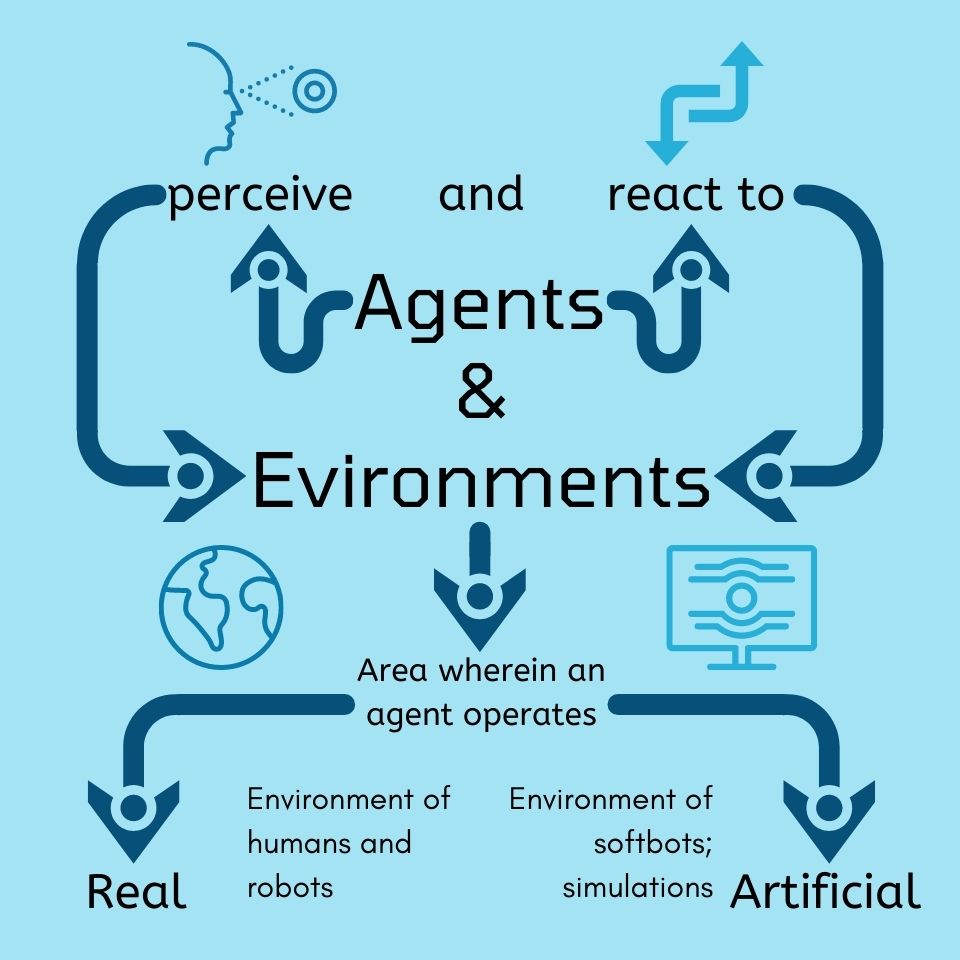 perceive and react to
Agents
&
Evironments
Area wherein an
agent operates
Environment of
humans and
robots
Environment of
softbots;
simulations
Real
Artificial